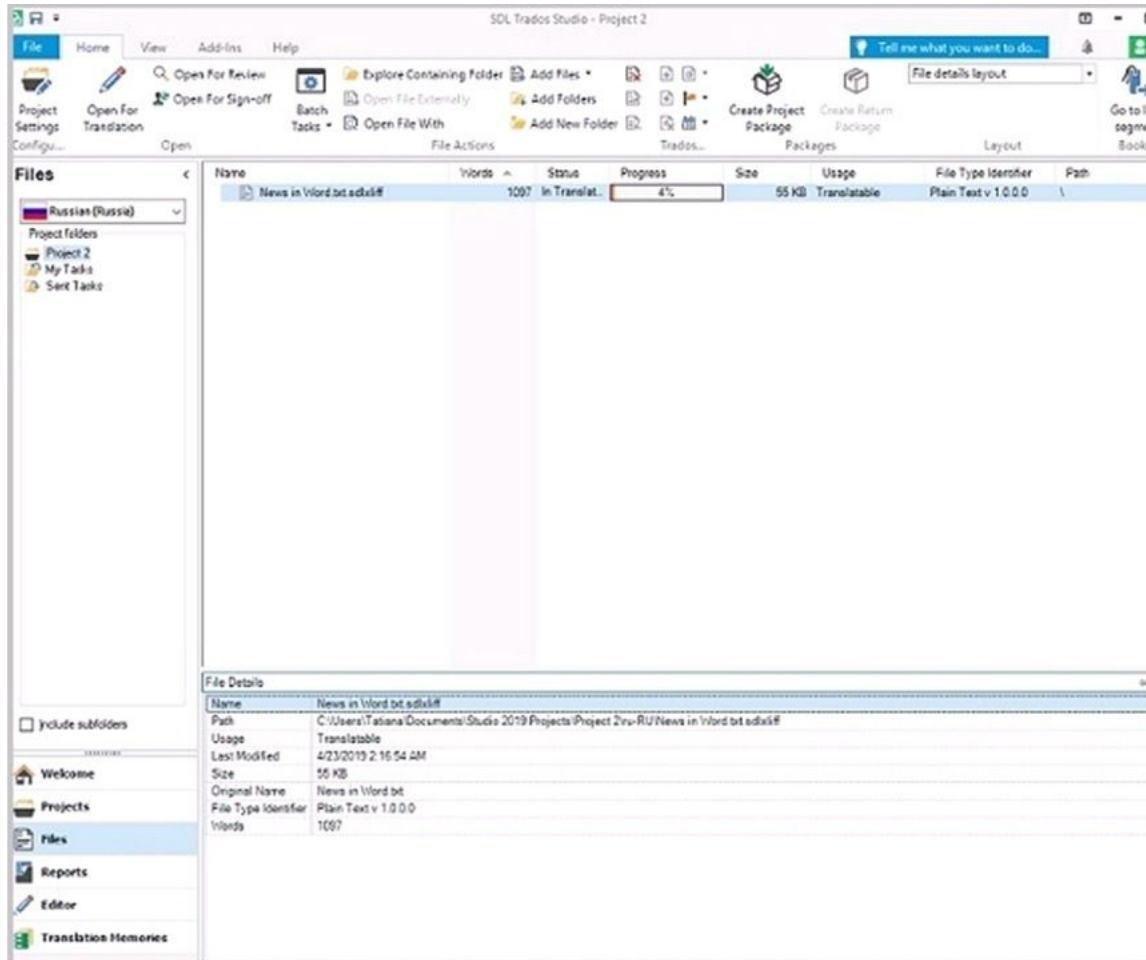 SDL Trados Studio - Project 2
File Home View Add-Ins Help Tell me what you want to do...
Project Settings
Open For Translation
Open For Review
Open For Sign-off
Batch Tasks
Explore Containing Folder
Open File Externally
Open File With
Add Files
Add Folders
Add New Folder
Create Project Package
Create Return Package
File details layout
Go to
Configu... Open File Actions Trados... Packages Layout Book
Files
Russian (Russia)
Project folders
Project 2
My Tasks
Sent Tasks
Include subfolders
Welcome
Projects
Files
Reports
Editor
Translation Memories
Name Words Status Progress Size Usage File Type Identifier Path
News in Word.txt.sdlxliff 1097 In Translat.. 4% 55 KB Translatable Plain Text v 1.0.0.0 \
File Details
Name News in Word.txt.sdlxliff
Path C:\Users\Tatiana\Documents\Studio 2019 Projects\Project 2\ru-RU\News in Word.txt.sdlxliff
Usage Translatable
Last Modified 4/23/2019 2:16:54 AM
Size 55 KB
Original Name News in Word.txt
File Type Identifier Plain Text v 1.0.0.0
Words 1097